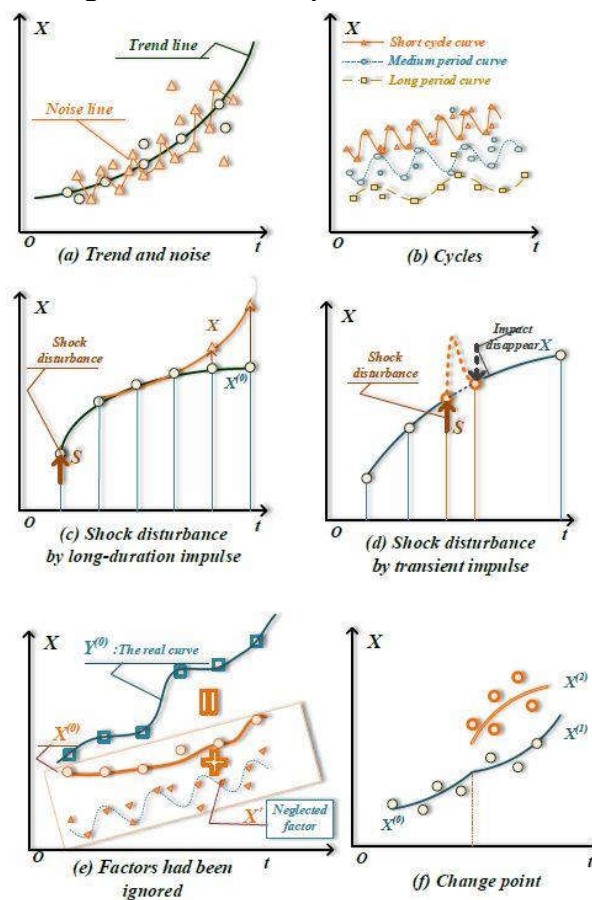 X
Trend line
Noise line
O
t
(a) Trend and noise
X
Short cycle curve
Medium period curve
Long period curve
O
t
(b) Cycles
X
Shock
disturbance
X
X(0)
S
O
t
(c) Shock disturbance
by long-duration impulse
X
Impact
disappear
X
Shock
disturbance
S
O
t
(d) Shock disturbance
by transient impulse
X
Y(0) :The real curve
X(0)
X'
Neglected
factor
O
t
(e) Factors had been
ignored
X
X(2)
X(1)
X(0)
O
t
(f) Change point